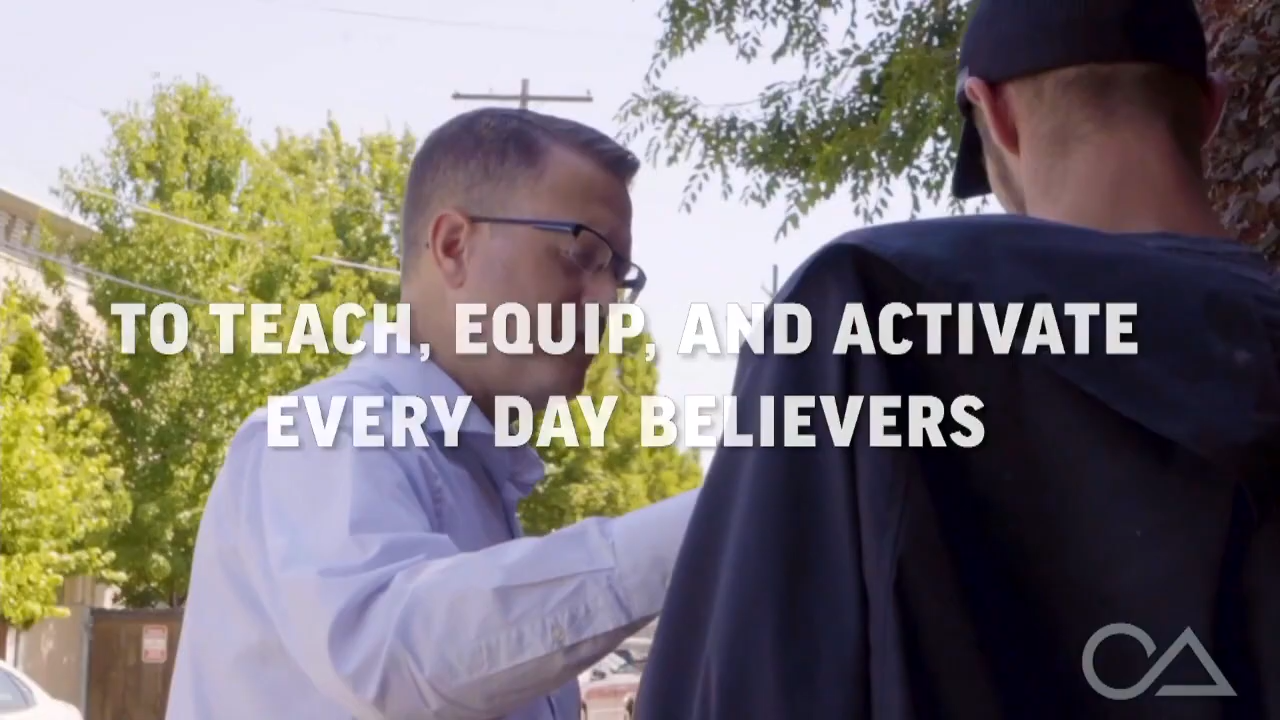 TO TEACH, EQUIP, AND ACTIVATE
EVERY DAY BELIEVERS